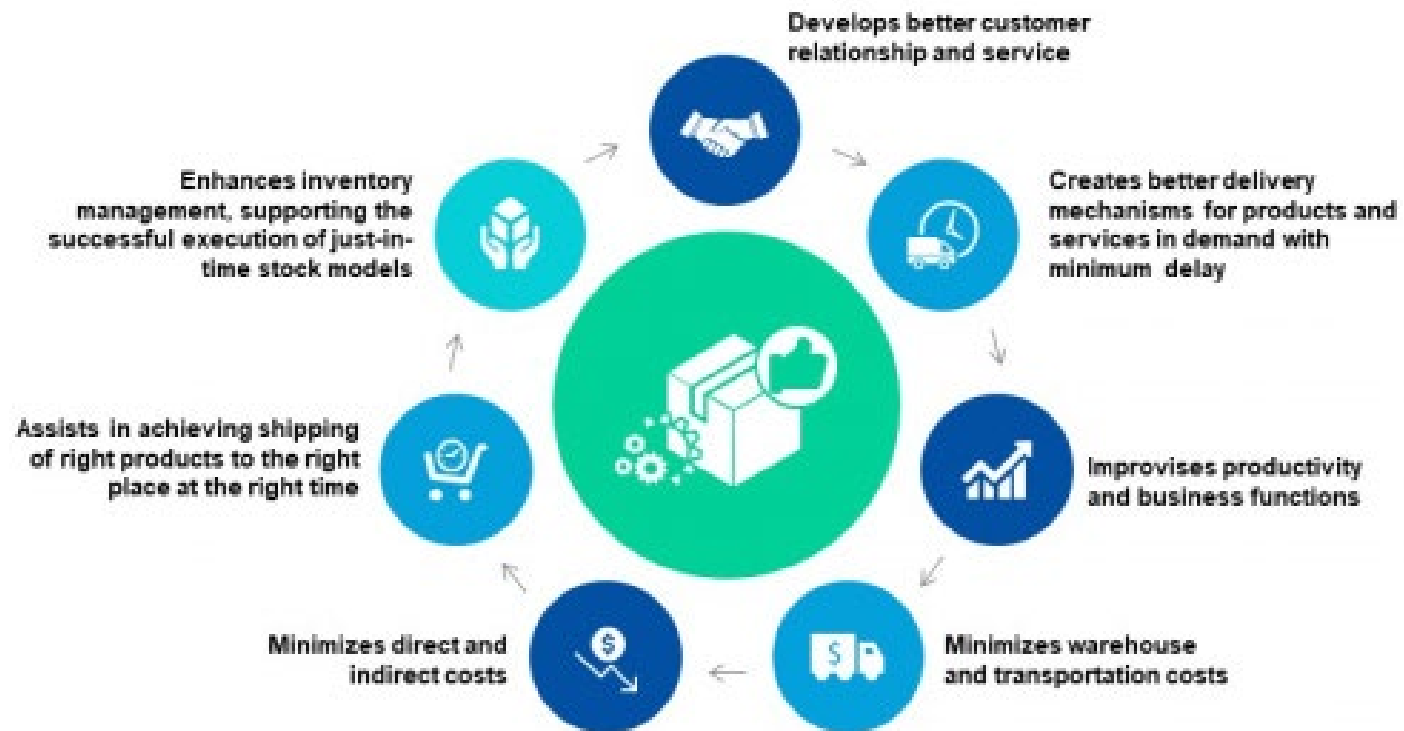 Develops better customer
relationship and service
Creates better delivery
mechanisms for products and
services in demand with
minimum delay
Improvises productivity
and business functions
Minimizes warehouse
and transportation costs
Minimizes direct and
indirect costs
Assists in achieving shipping
of right products to the right
place at the right time
Enhances inventory
management, supporting the
successful execution of just-in-
time stock models
$
$